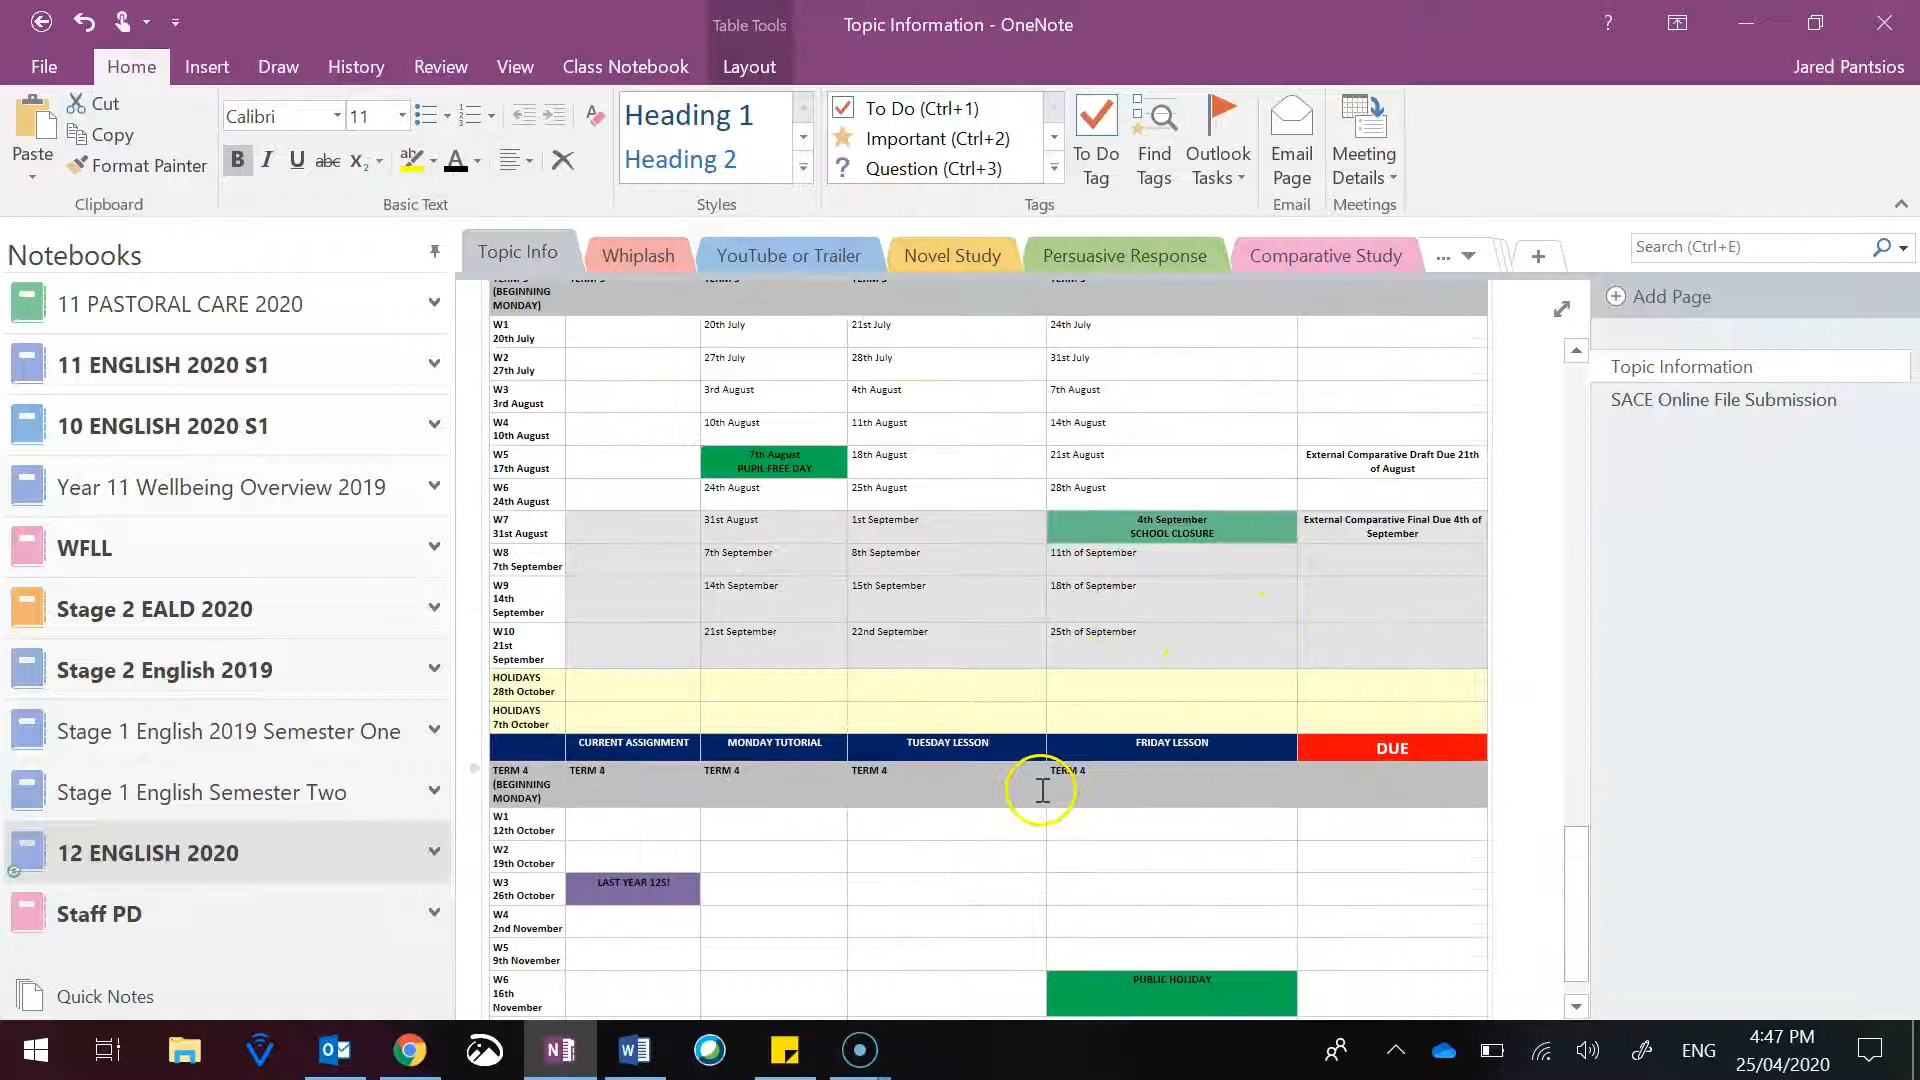 Table Tools
Topic Information - OneNote
?
File
Home
Insert
Draw
History
Review
View
Class Notebook
Layout
Jared Pantsios
Paste
Cut
Copy
Format Painter
Clipboard
Calibri
11
B I U abc X₂ A
Basic Text
Heading 1
Heading 2
Styles
To Do (Ctrl+1)
Important (Ctrl+2)
? Question (Ctrl+3)
To Do Tag
Find Tags
Outlook Tasks
Tags
Email Page
Email
Meeting Details
Meetings
Notebooks
11 PASTORAL CARE 2020
11 ENGLISH 2020 S1
10 ENGLISH 2020 S1
Year 11 Wellbeing Overview 2019
WFLL
Stage 2 EALD 2020
Stage 2 English 2019
Stage 1 English 2019 Semester One
Stage 1 English Semester Two
12 ENGLISH 2020
Staff PD
Quick Notes
Topic Info
Whiplash
YouTube or Trailer
Novel Study
Persuasive Response
Comparative Study
...
Search (Ctrl+E)
Add Page
Topic Information
SACE Online File Submission
(BEGINNING
MONDAY)
W1
20th July
20th July
21st July
24th July
W2
27th July
27th July
28th July
31st July
W3
3rd August
3rd August
4th August
7th August
W4
10th August
10th August
11th August
14th August
W5
17th August
7th August
PUPIL FREE DAY
18th August
21st August
External Comparative Draft Due 21th
of August
W6
24th August
24th August
25th August
28th August
W7
31st August
31st August
1st September
4th September
SCHOOL CLOSURE
External Comparative Final Due 4th of
September
W8
7th September
7th September
8th September
11th of September
W9
14th
September
14th September
15th September
18th of September
W10
21st
September
21st September
22nd September
25th of September
HOLIDAYS
28th October
HOLIDAYS
7th October
CURRENT ASSIGNMENT
MONDAY TUTORIAL
TUESDAY LESSON
FRIDAY LESSON
DUE
TERM 4
(BEGINNING
MONDAY)
TERM 4
TERM 4
TERM 4
TERM 4
W1
12th October
W2
19th October
W3
26th October
LAST YEAR 12S!
W4
2nd November
W5
9th November
W6
16th
November
PUBLIC HOLIDAY
ENG
4:47 PM
25/04/2020